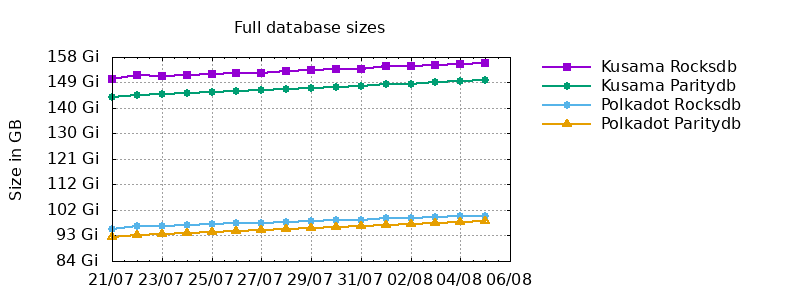 Full database sizes
158 Gi
149 Gi
140 Gi
130 Gi
121 Gi
112 Gi
102 Gi
93 Gi
84 Gi
Size in GB
21/07 23/07 25/07 27/07 29/07 31/07 02/08 04/08 06/08
Kusama Rocksdb
Kusama Paritydb
Polkadot Rocksdb
Polkadot Paritydb